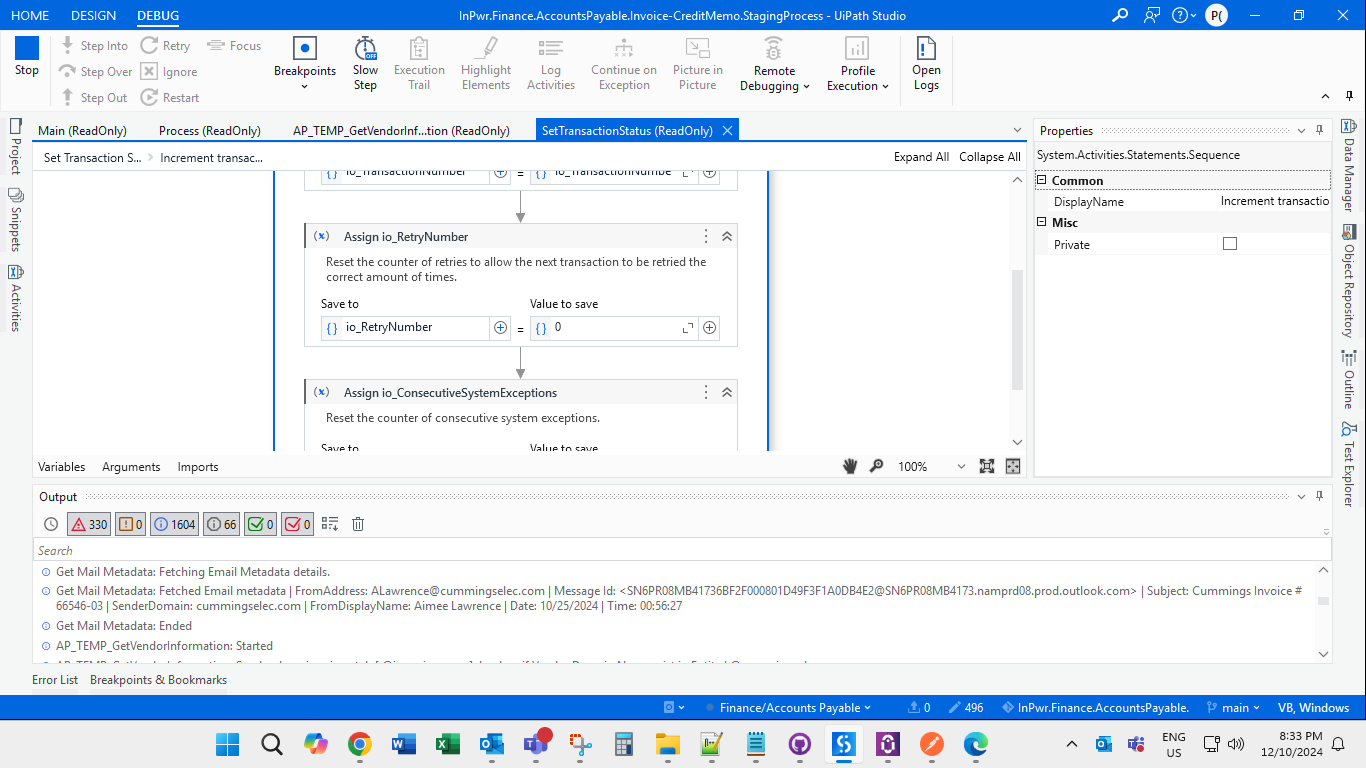 HOME DESIGN DEBUG InPwr.Finance.AccountsPayable.Invoice-CreditMemo.StagingProcess - UiPath Studio P(
Stop
Step Into Retry Focus
Step Over Ignore
Step Out Restart
Breakpoints
Slow Step
OFF
Execution Trail
Highlight Elements
Log Activities
Continue on Exception
Picture in Picture
Remote Debugging
Profile Execution
Open Logs
Main (ReadOnly) Process (ReadOnly) AP_TEMP_GetVendorInf...tion (ReadOnly) SetTransactionStatus (ReadOnly)
Set Transaction S... Increment transac... Expand All Collapse All
io_TransactionNumber = io_TransactionNumbe
Assign io_RetryNumber
Reset the counter of retries to allow the next transaction to be retried the
correct amount of times.
Save to Value to save
io_RetryNumber = 0
Assign io_ConsecutiveSystemExceptions
Reset the counter of consecutive system exceptions.
Save to Value to save
Variables Arguments Imports 100%
Project
Snippets
Activities
Properties
System.Activities.Statements.Sequence
Common
DisplayName Increment transactio
Misc
Private
Data Manager
Object Repository
Outline
Test Explorer
Output
330 0 1604 66 0 0
Search
Get Mail Metadata: Fetching Email Metadata details.
Get Mail Metadata: Fetched Email metadata | FromAddress: ALawrence@cummingselec.com | Message Id: <SN6PR08MB41736BF2F000801D49F3F1A0DB4E2@SN6PR08MB4173.namprd08.prod.outlook.com> | Subject: Cummings Invoice #
66546-03 | SenderDomain: cummingselec.com | FromDisplayName: Aimee Lawrence | Date: 10/25/2024 | Time: 00:56:27
Get Mail Metadata: Ended
AP_TEMP_GetVendorInformation: Started
Error List Breakpoints & Bookmarks
Finance/Accounts Payable 0 496 InPwr.Finance.AccountsPayable. main VB, Windows
ENG
US
8:33 PM
12/10/2024